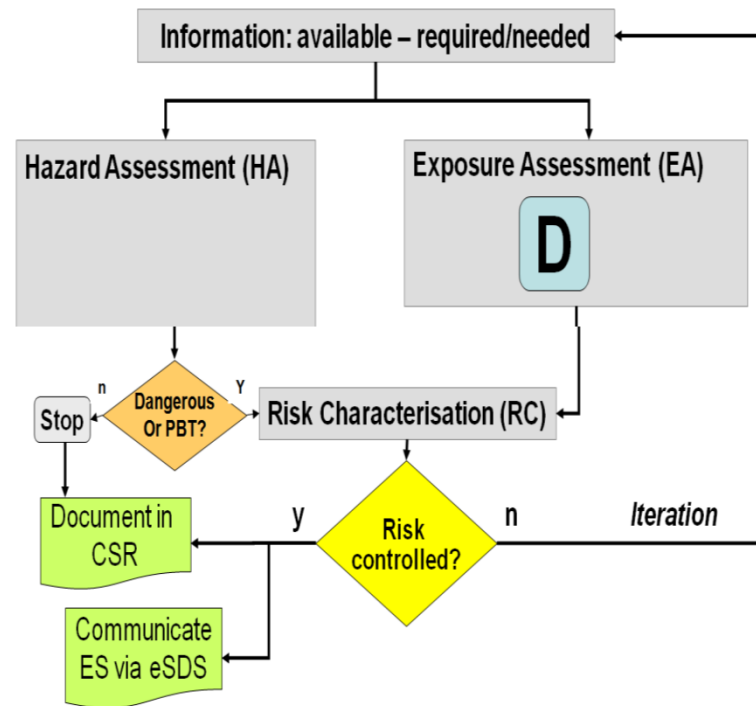 Information: available – required/needed
Hazard Assessment (HA)
Exposure Assessment (EA)
D
n
Y
Dangerous
Or PBT?
Stop
Risk Characterisation (RC)
Document in
CSR
y
Risk
controlled?
n
Iteration
Communicate
ES via eSDS